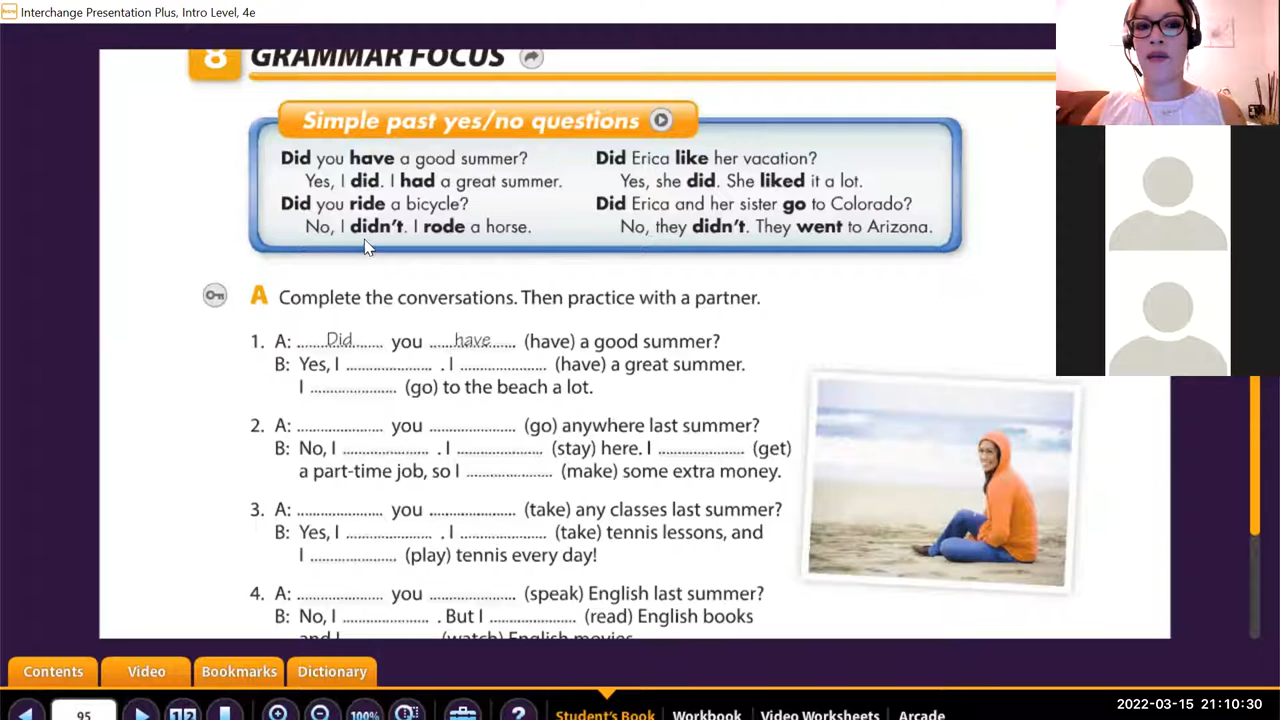 Interchange Presentation Plus, Intro Level, 4e
8 GRAMMAR FOCUS
Simple past yes/no questions
Did you have a good summer?
Yes, I did. I had a great summer.
Did you ride a bicycle?
No, I didn't. I rode a horse.
Did Erica like her vacation?
Yes, she did. She liked it a lot.
Did Erica and her sister go to Colorado?
No, they didn't. They went to Arizona.
A Complete the conversations. Then practice with a partner.
1. A: ....Did.... you ....have.... (have) a good summer?
B: Yes, I .................... . I .................... (have) a great summer.
I .................... (go) to the beach a lot.
2. A: .................... you .................... (go) anywhere last summer?
B: No, I .................... . I .................... (stay) here. I .................... (get)
a part-time job, so I .................... (make) some extra money.
3. A: .................... you .................... (take) any classes last summer?
B: Yes, I .................... . I .................... (take) tennis lessons, and
I .................... (play) tennis every day!
4. A: .................... you .................... (speak) English last summer?
B: No, I .................... . But I .................... (read) English books
and I .................... (watch) English movies.
Contents Video Bookmarks Dictionary
95 1 2 100% ?
Student's Book Workbook Video Worksheets Arcade
2022-03-15 21:10:30